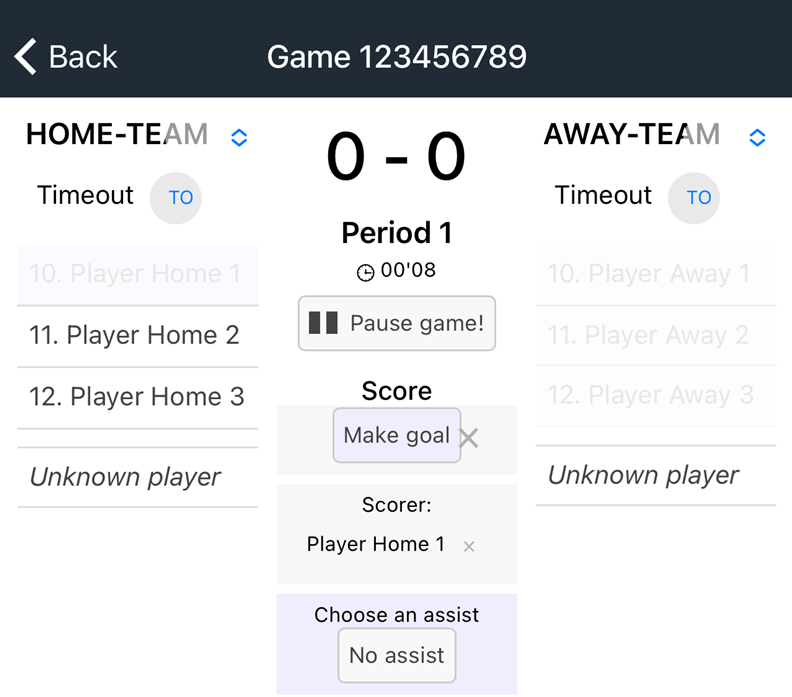 Back
Game 123456789
HOME-TEAM
Timeout TO
10. Player Home 1
11. Player Home 2
12. Player Home 3
Unknown player
0 - 0
Period 1
00'08
Pause game!
Score
Make goal
Scorer:
Player Home 1
Choose an assist
No assist
AWAY-TEAM
Timeout TO
10. Player Away 1
11. Player Away 2
12. Player Away 3
Unknown player